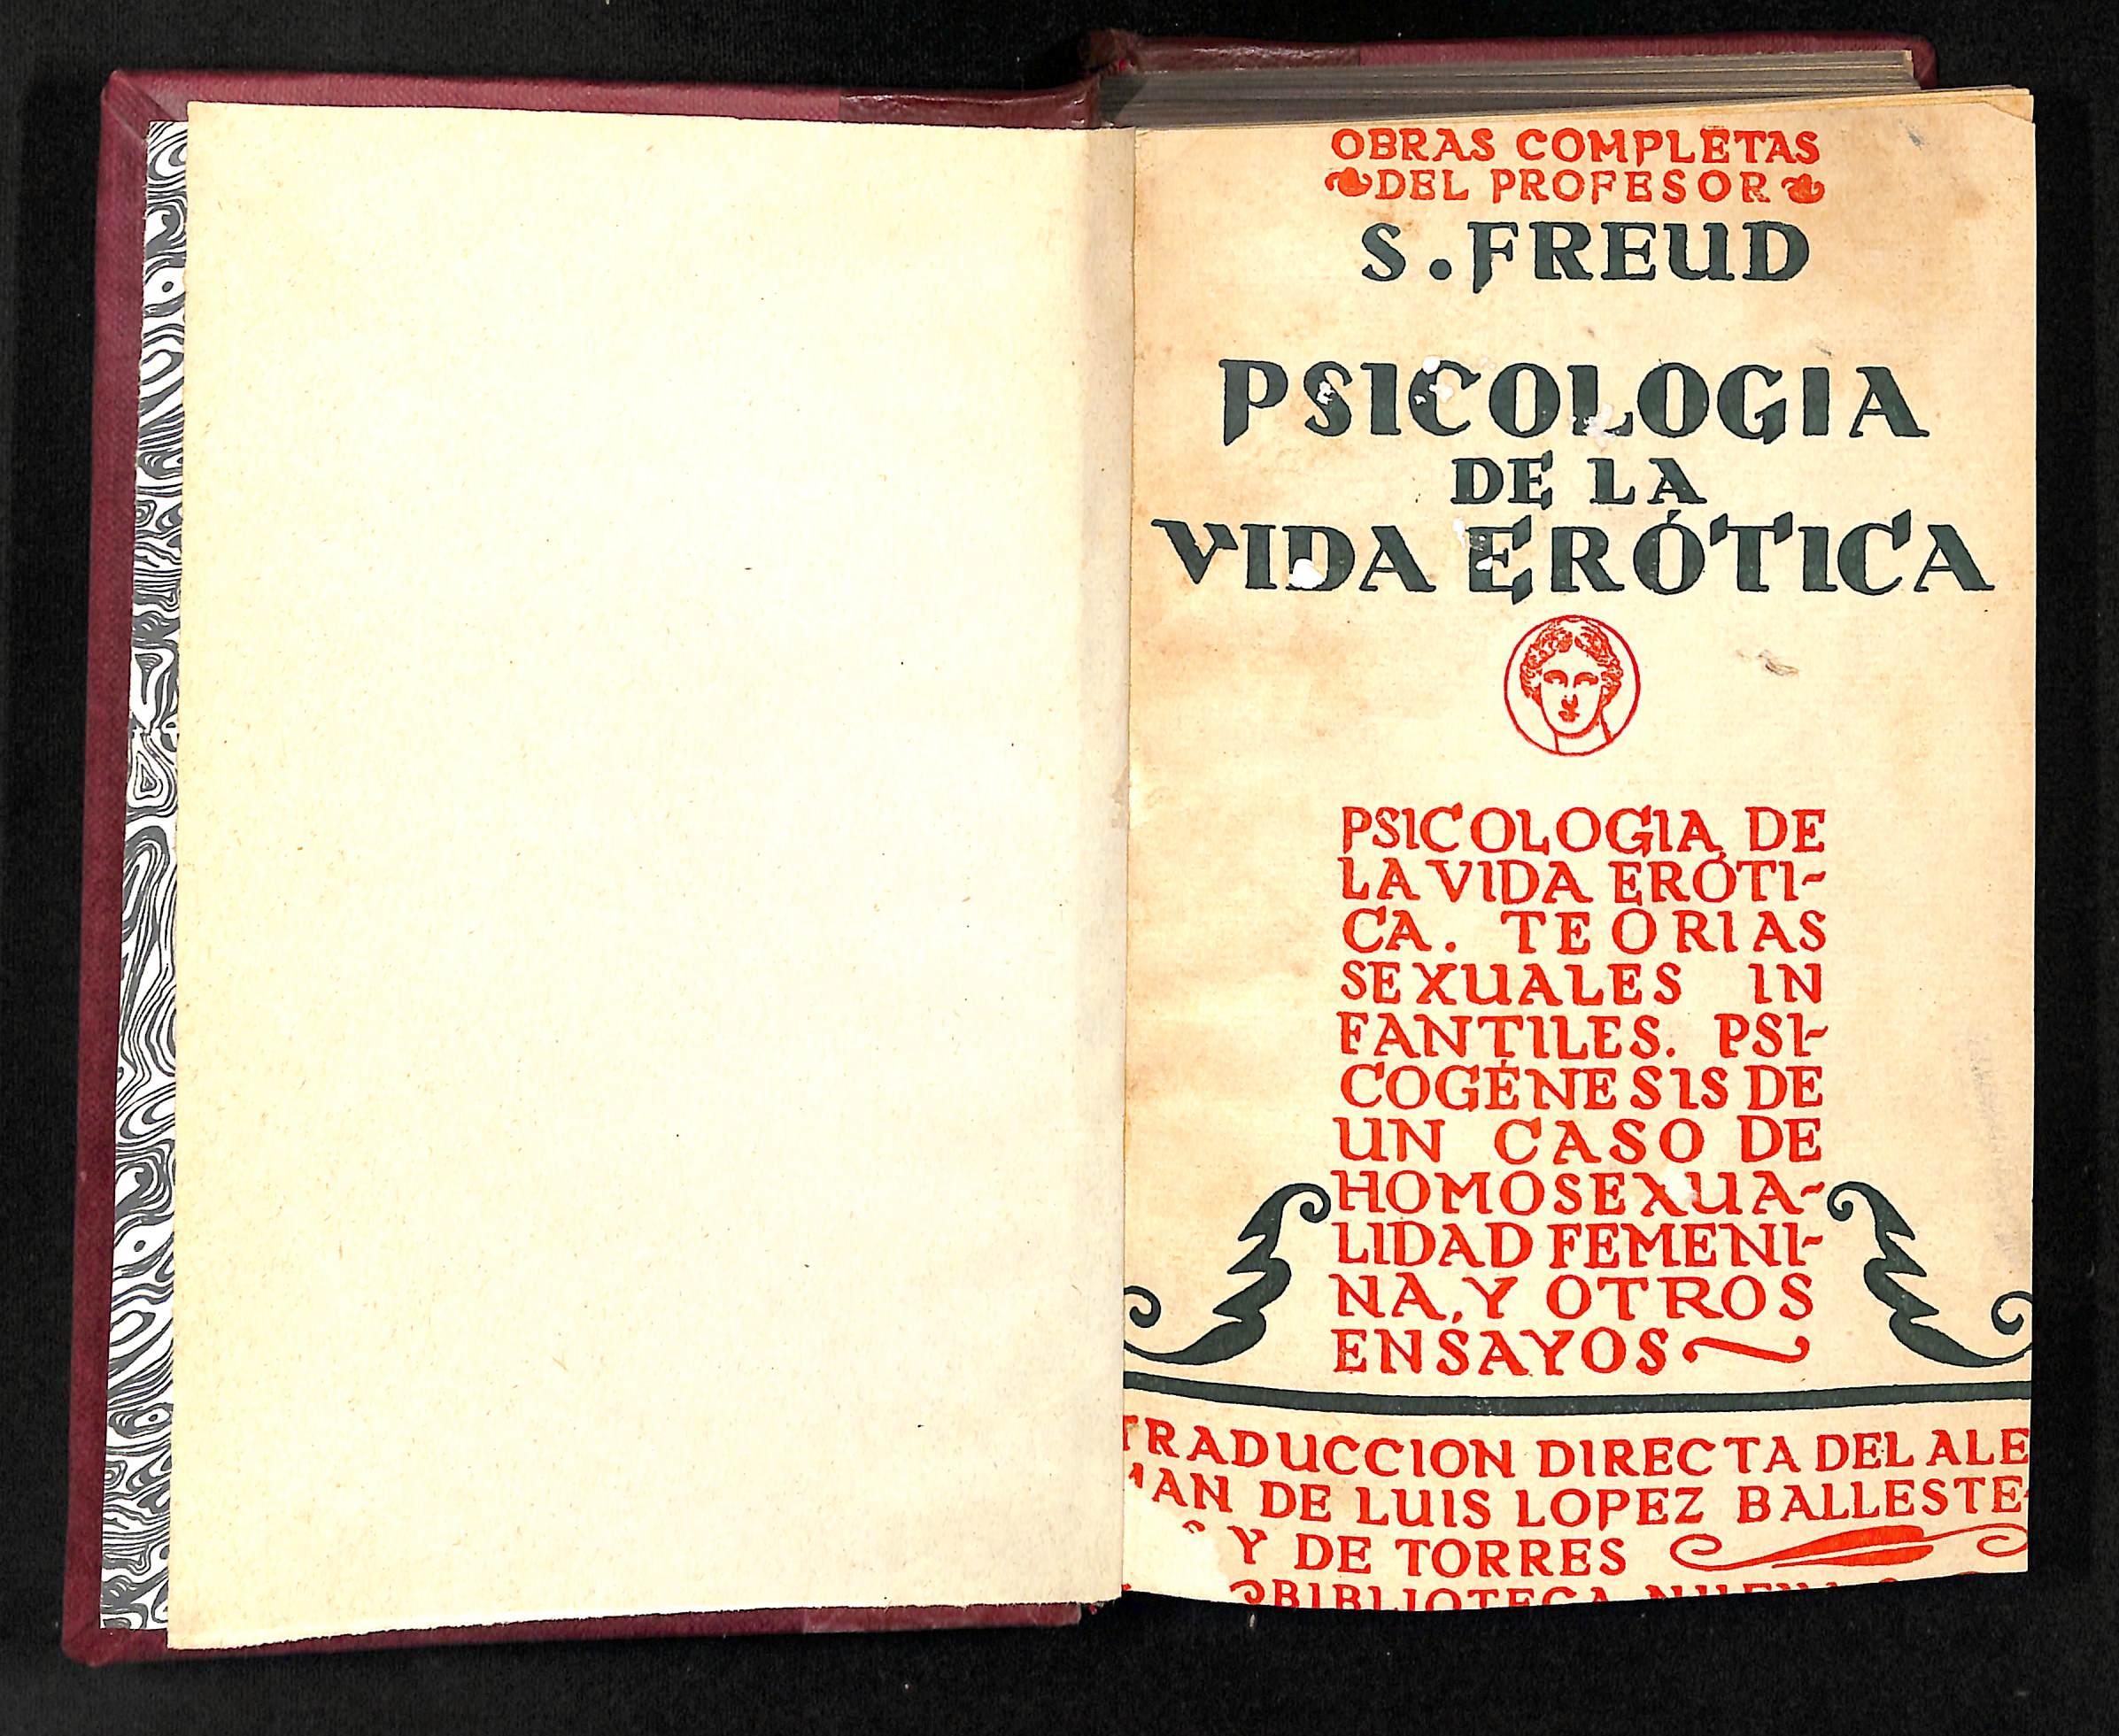 OBRAS COMPLETAS
DEL PROFESOR
S. FREUD
PSICOLOGIA
DE LA
VIDA ERÓTICA
PSICOLOGIA DE
LA VIDA ERÓTI-
CA. TEORIAS
SEXUALES IN
FANTILES. PSI-
COGÉNESIS DE
UN CASO DE
HOMOSEXUA-
LIDAD FEMENI-
NA, Y OTROS
ENSAYOS
TRADUCCION DIRECTA DEL ALE
MAN DE LUIS LOPEZ BALLESTE-
Y DE TORRES
BIBLIOTECA NUEVA